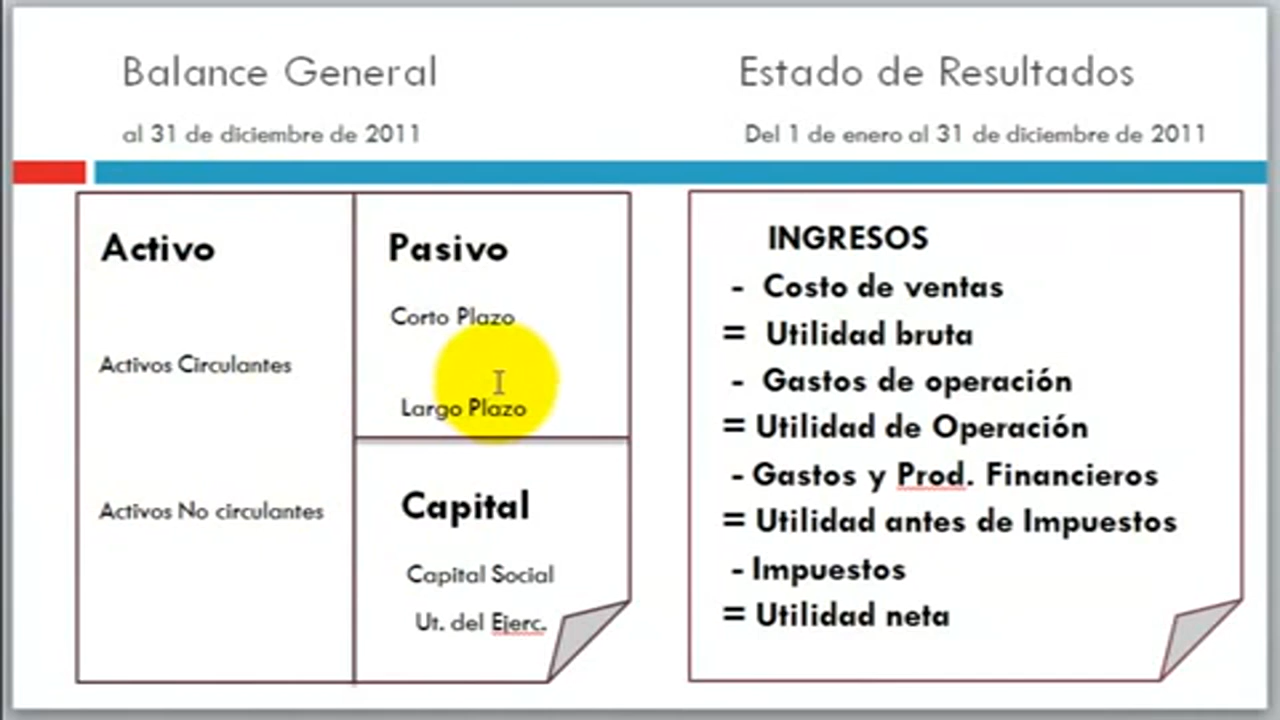 Balance General
al 31 de diciembre de 2011
Estado de Resultados
Del 1 de enero al 31 de diciembre de 2011
Activo
Activos Circulantes
Activos No circulantes
Pasivo
Corto Plazo
Largo Plazo
Capital
Capital Social
Ut. del Ejerc.
INGRESOS
- Costo de ventas
= Utilidad bruta
- Gastos de operación
= Utilidad de Operación
- Gastos y Prod. Financieros
= Utilidad antes de Impuestos
- Impuestos
= Utilidad neta